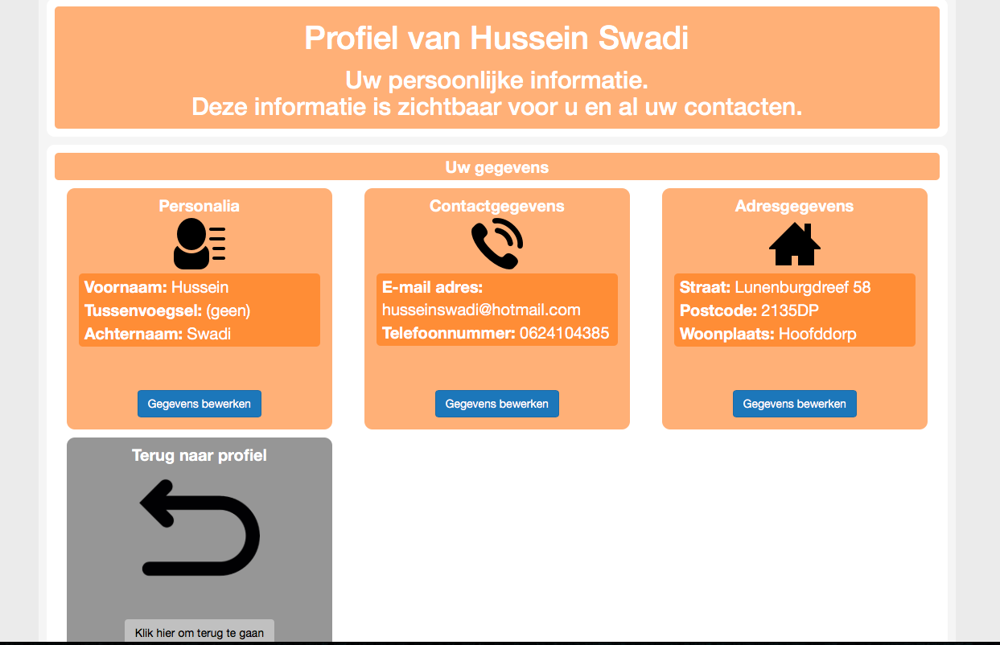 Profiel van Hussein Swadi
Uw persoonlijke informatie.
Deze informatie is zichtbaar voor u en al uw contacten.
Uw gegevens
Personalia
Voornaam: Hussein
Tussenvoegsel: (geen)
Achternaam: Swadi
Gegevens bewerken
Contactgegevens
E-mail adres:
husseinswadi@hotmail.com
Telefoonnummer: 0624104385
Gegevens bewerken
Adresgegevens
Straat: Lunenburgdreef 58
Postcode: 2135DP
Woonplaats: Hoofddorp
Gegevens bewerken
Terug naar profiel
Klik hier om terug te gaan